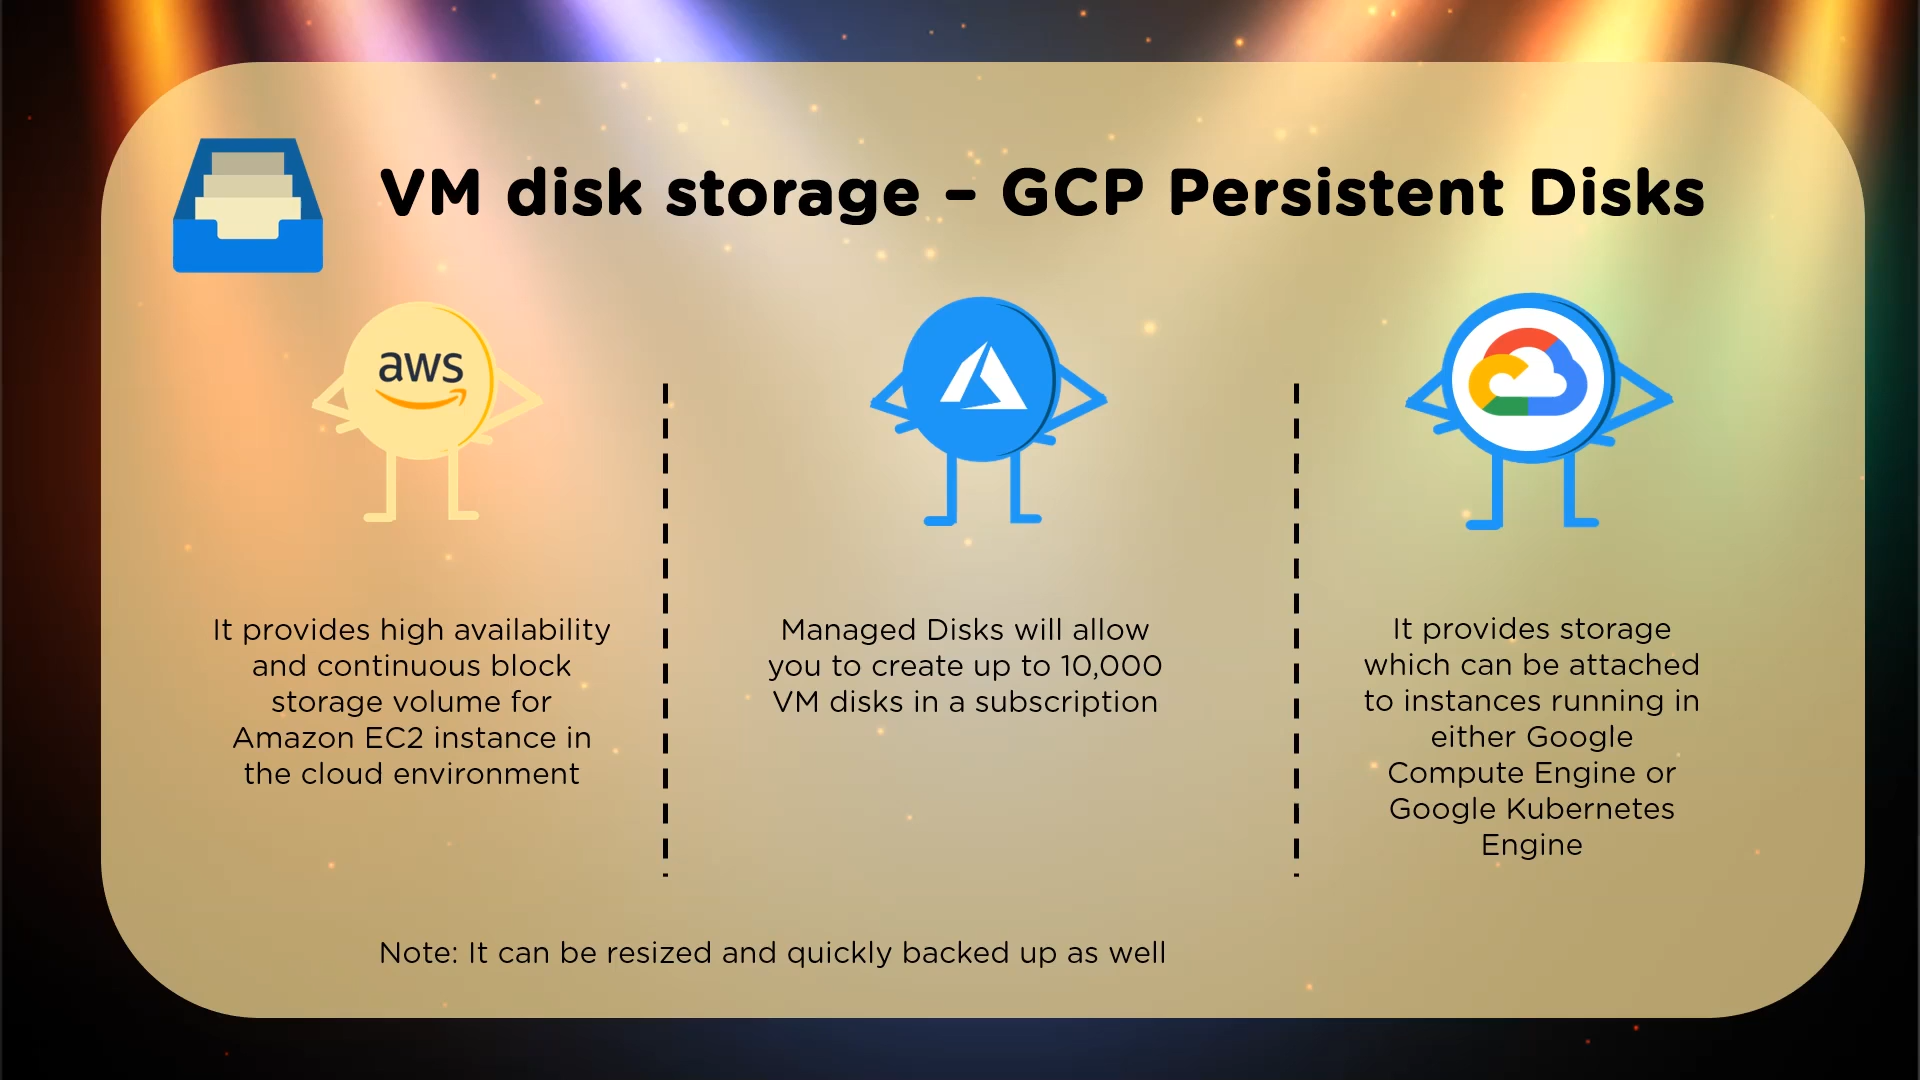 VM disk storage – GCP Persistent Disks
aws
It provides high availability
and continuous block
storage volume for
Amazon EC2 instance in
the cloud environment
Managed Disks will allow
you to create up to 10,000
VM disks in a subscription
It provides storage
which can be attached
to instances running in
either Google
Compute Engine or
Google Kubernetes
Engine
Note: It can be resized and quickly backed up as well